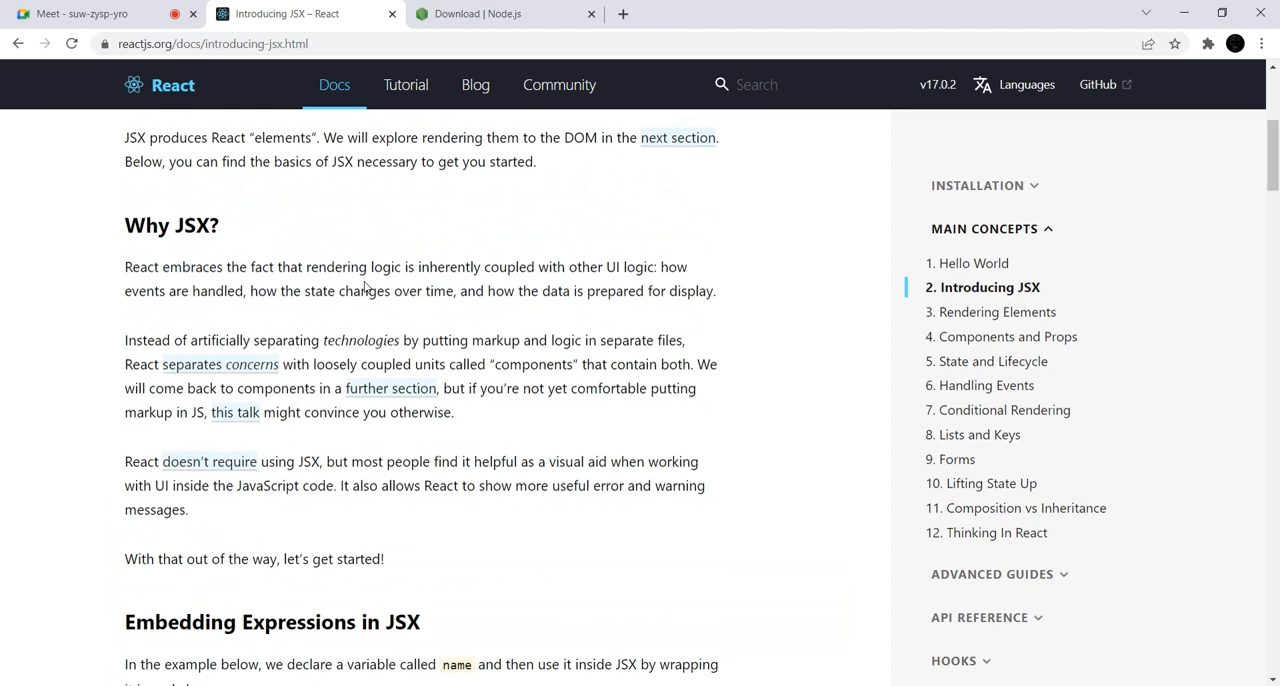 Meet - suw-zysp-yro
Introducing JSX – React
Download | Node.js
reactjs.org/docs/introducing-jsx.html
React
Docs
Tutorial
Blog
Community
Search
v17.0.2
Languages
GitHub
JSX produces React “elements”. We will explore rendering them to the DOM in the next section.
Below, you can find the basics of JSX necessary to get you started.
Why JSX?
React embraces the fact that rendering logic is inherently coupled with other UI logic: how
events are handled, how the state changes over time, and how the data is prepared for display.
Instead of artificially separating technologies by putting markup and logic in separate files,
React separates concerns with loosely coupled units called “components” that contain both. We
will come back to components in a further section, but if you’re not yet comfortable putting
markup in JS, this talk might convince you otherwise.
React doesn’t require using JSX, but most people find it helpful as a visual aid when working
with UI inside the JavaScript code. It also allows React to show more useful error and warning
messages.
With that out of the way, let’s get started!
Embedding Expressions in JSX
In the example below, we declare a variable called name and then use it inside JSX by wrapping
INSTALLATION
MAIN CONCEPTS
1. Hello World
2. Introducing JSX
3. Rendering Elements
4. Components and Props
5. State and Lifecycle
6. Handling Events
7. Conditional Rendering
8. Lists and Keys
9. Forms
10. Lifting State Up
11. Composition vs Inheritance
12. Thinking In React
ADVANCED GUIDES
API REFERENCE
HOOKS